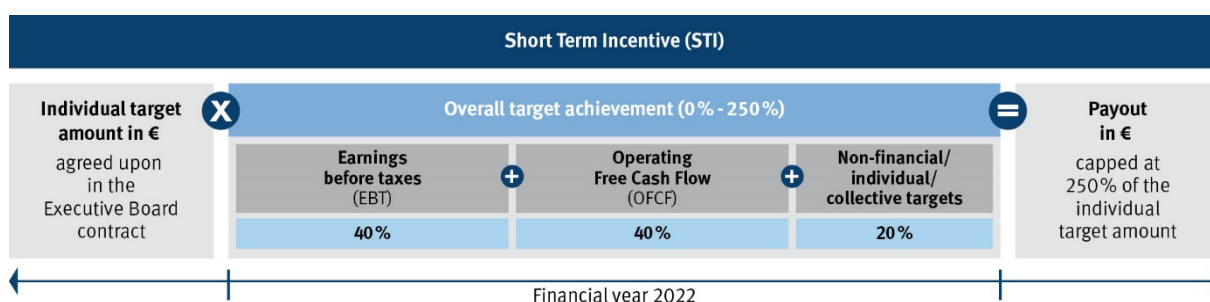 Short Term Incentive (STI)
Individual target
amount in €
agreed upon
in the
Executive Board
contract
X
Overall target achievement (0 % - 250 %)
Earnings
before taxes
(EBT)
40 %
+
Operating
Free Cash Flow
(OFCF)
40 %
+
Non-financial/
individual/
collective targets
20 %
=
Payout
in €
capped at
250 % of the
individual
target amount
Financial year 2022